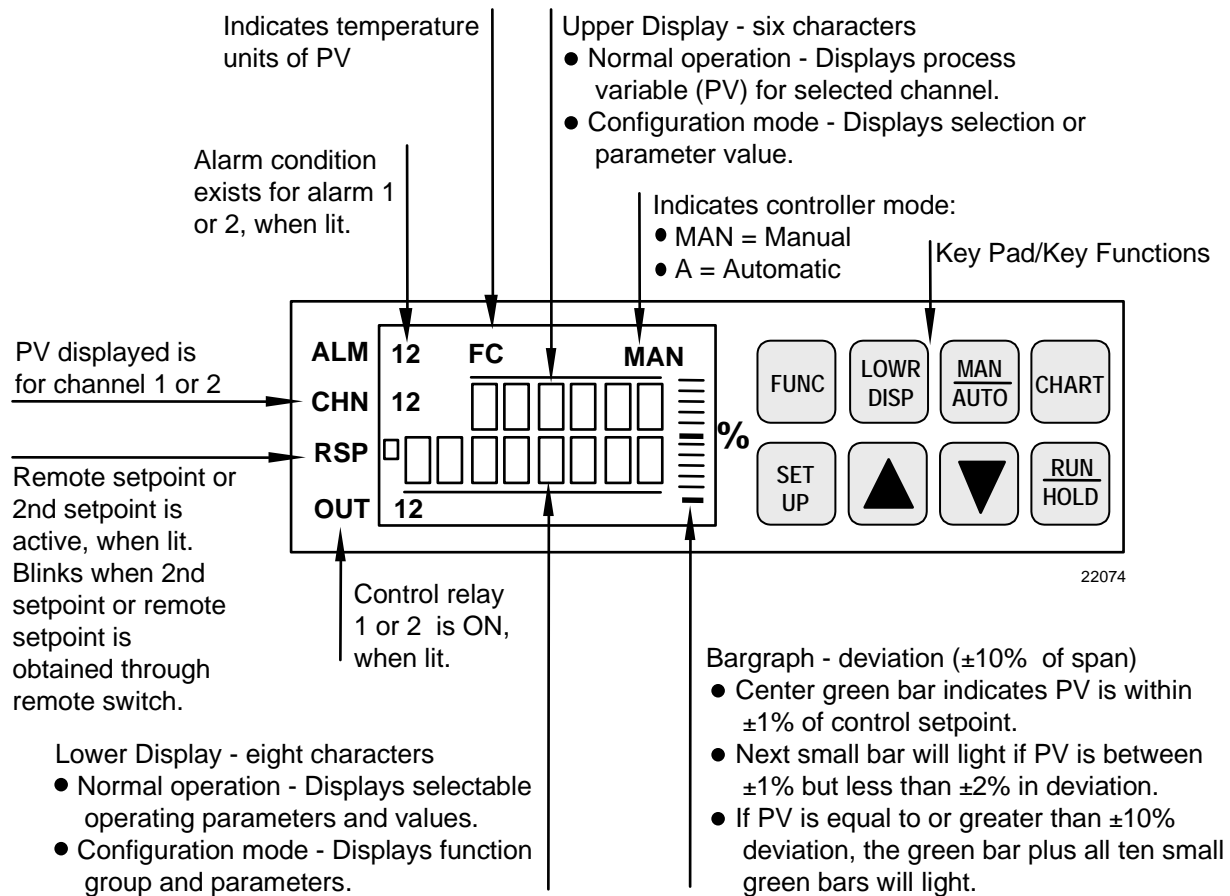 Indicates temperature
units of PV
Upper Display - six characters
● Normal operation - Displays process
variable (PV) for selected channel.
● Configuration mode - Displays selection or
parameter value.
Alarm condition
exists for alarm 1
or 2, when lit.
Indicates controller mode:
● MAN = Manual
● A = Automatic
Key Pad/Key Functions
PV displayed is
for channel 1 or 2
ALM 12 FC MAN
CHN 12
RSP
%
OUT 12
FUNC
LOWR
DISP
MAN
AUTO
CHART
SET
UP
RUN
HOLD
22074
Remote setpoint or
2nd setpoint is
active, when lit.
Blinks when 2nd
setpoint or remote
setpoint is
obtained through
remote switch.
Control relay
1 or 2 is ON,
when lit.
Bargraph - deviation (±10% of span)
● Center green bar indicates PV is within
±1% of control setpoint.
● Next small bar will light if PV is between
±1% but less than ±2% in deviation.
● If PV is equal to or greater than ±10%
deviation, the green bar plus all ten small
green bars will light.
Lower Display - eight characters
● Normal operation - Displays selectable
operating parameters and values.
● Configuration mode - Displays function
group and parameters.